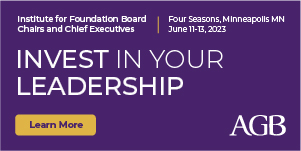 Institute for Foundation Board
Chairs and Chief Executives
Four Seasons, Minneapolis MN
June 11-13, 2023
INVEST IN YOUR
LEADERSHIP
Learn More
AGB